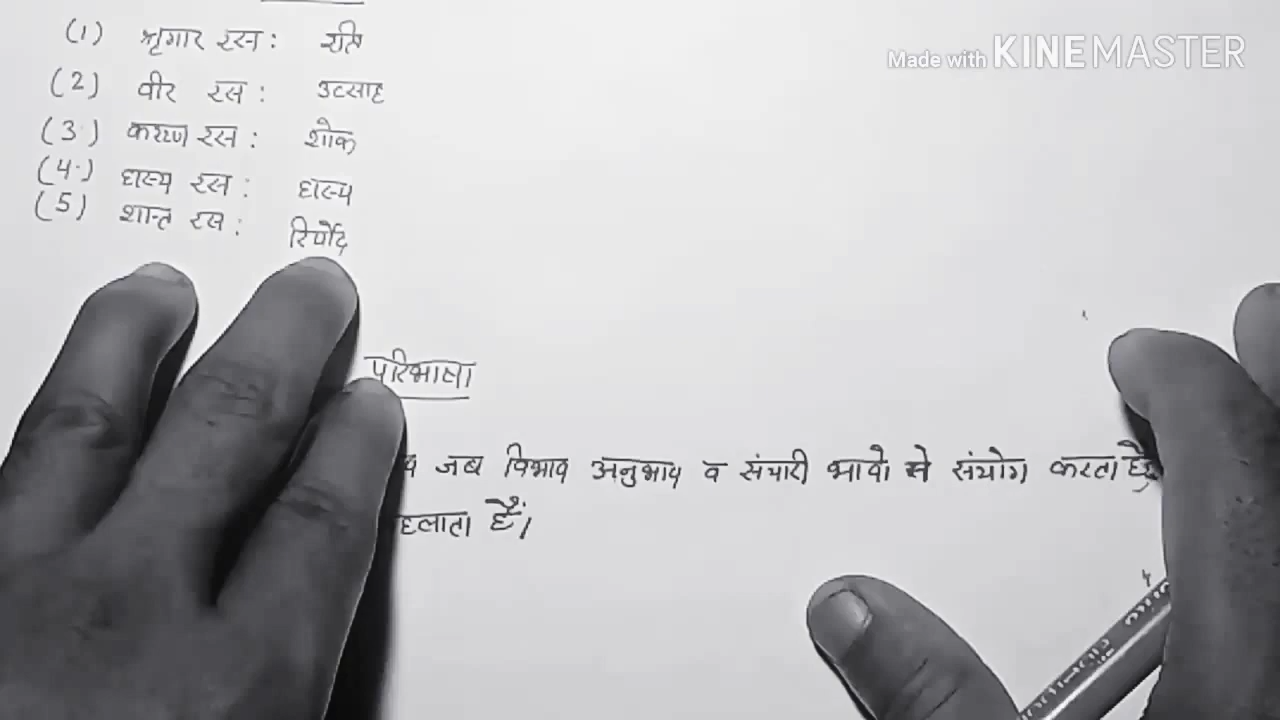 Made with KINEMASTER
(1) श्रृगार रस : रति
(2) वीर रस : उत्साह
(3.) करुण रस : शोक
(4.) हास्य रस : हास्य
(5) शान्त रस :
परिभाषा
जब विभाव अनुभाव व संचारी भावो से संयोग करता है
हलाता हैं।